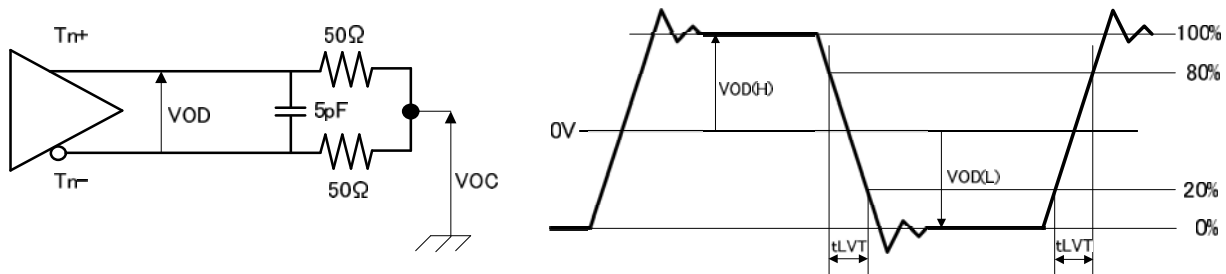 Tn+
50Ω
VOD
5pF
Tn-
50Ω
VOC
100%
80%
VOD(H)
0V
VOD(L)
20%
0%
tLVT
tLVT